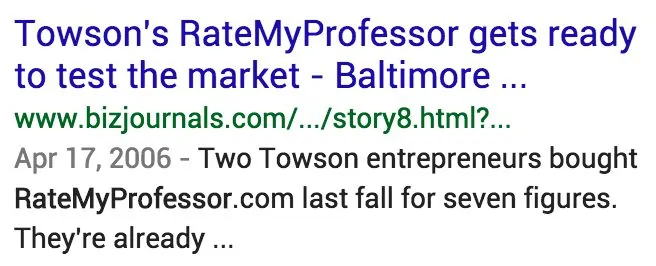 Towson's RateMyProfessor gets ready
to test the market - Baltimore ...
www.bizjournals.com/.../story8.html?...
Apr 17, 2006 - Two Towson entrepreneurs bought
RateMyProfessor.com last fall for seven figures.
They're already ...